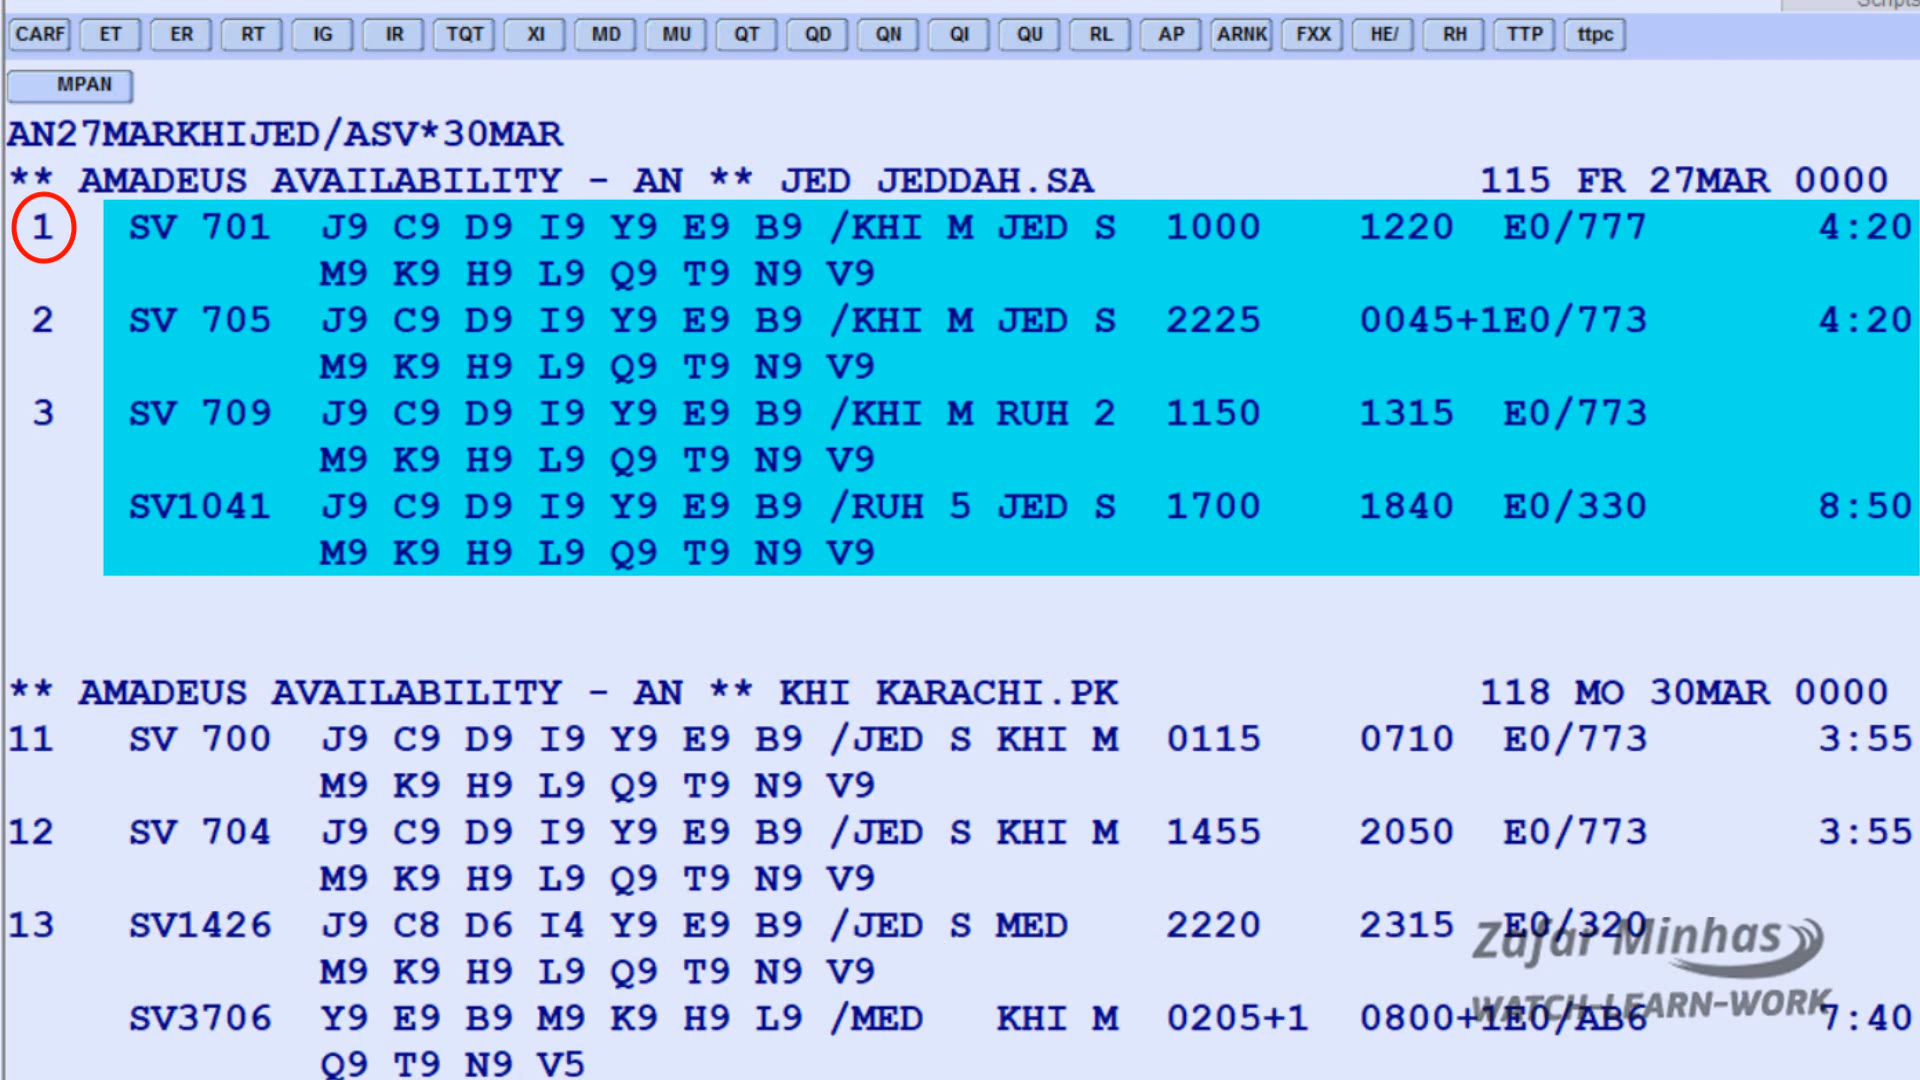 Scripts
CARF ET ER RT IG IR TQT XI MD MU QT QD QN QI QU RL AP ARNK FXX HE/ RH TTP ttpc
MPAN
AN27MARKHIJED/ASV*30MAR
** AMADEUS AVAILABILITY - AN ** JED JEDDAH.SA 115 FR 27MAR 0000
1 SV 701 J9 C9 D9 I9 Y9 E9 B9 /KHI M JED S 1000 1220 E0/777 4:20
M9 K9 H9 L9 Q9 T9 N9 V9
2 SV 705 J9 C9 D9 I9 Y9 E9 B9 /KHI M JED S 2225 0045+1E0/773 4:20
M9 K9 H9 L9 Q9 T9 N9 V9
3 SV 709 J9 C9 D9 I9 Y9 E9 B9 /KHI M RUH 2 1150 1315 E0/773
M9 K9 H9 L9 Q9 T9 N9 V9
SV1041 J9 C9 D9 I9 Y9 E9 B9 /RUH 5 JED S 1700 1840 E0/330 8:50
M9 K9 H9 L9 Q9 T9 N9 V9
** AMADEUS AVAILABILITY - AN ** KHI KARACHI.PK 118 MO 30MAR 0000
11 SV 700 J9 C9 D9 I9 Y9 E9 B9 /JED S KHI M 0115 0710 E0/773 3:55
M9 K9 H9 L9 Q9 T9 N9 V9
12 SV 704 J9 C9 D9 I9 Y9 E9 B9 /JED S KHI M 1455 2050 E0/773 3:55
M9 K9 H9 L9 Q9 T9 N9 V9
13 SV1426 J9 C8 D6 I4 Y9 E9 B9 /JED S MED 2220 2315 E0/320
Zafar Minhas
M9 K9 H9 L9 Q9 T9 N9 V9
WATCH-LEARN-WORK
SV3706 Y9 E9 B9 M9 K9 H9 L9 /MED KHI M 0205+1 0800+1E0/AB6 7:40
Q9 T9 N9 V5